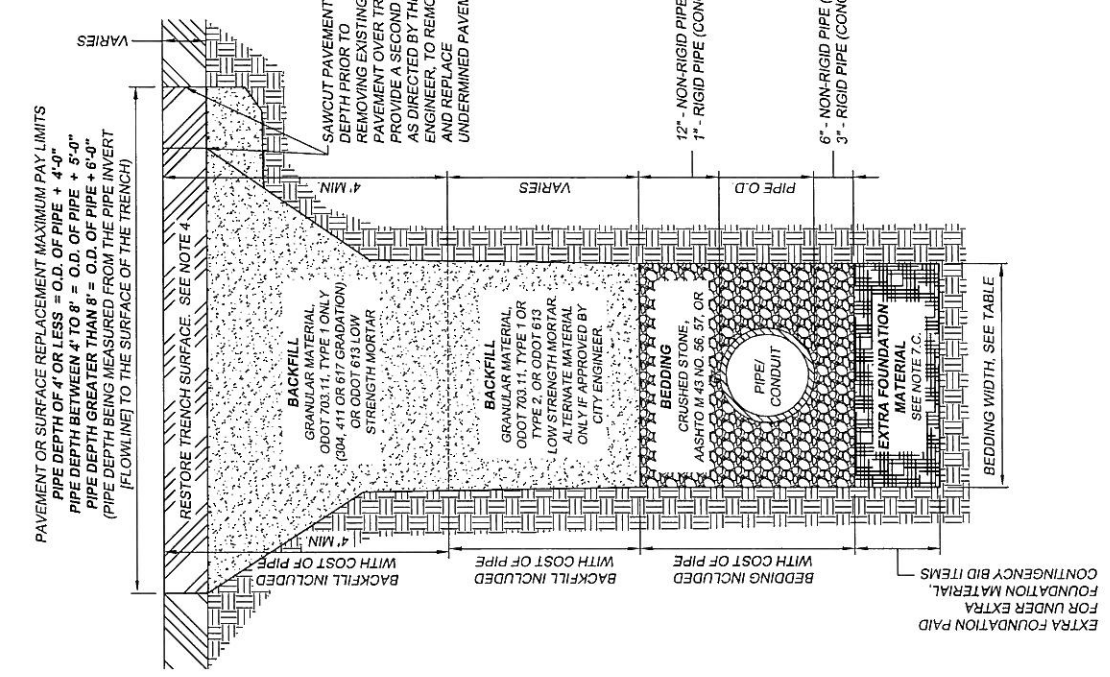 PAVEMENT OR SURFACE REPLACEMENT MAXIMUM PAY LIMITS
PIPE DEPTH OF 4' OR LESS = O.D. OF PIPE + 4'-0"
PIPE DEPTH BETWEEN 4' TO 8' = O.D. OF PIPE + 5'-0"
PIPE DEPTH GREATER THAN 8' = O.D. OF PIPE + 6'-0"
(PIPE DEPTH BEING MEASURED FROM THE PIPE INVERT
[FLOWLINE] TO THE SURFACE OF THE TRENCH)
VARIES
RESTORE TRENCH SURFACE. SEE NOTE 4
SAWCUT PAVEMENT
DEPTH PRIOR TO
REMOVING EXISTING
PAVEMENT OVER TR
PROVIDE A SECOND
AS DIRECTED BY TH
ENGINEER, TO REMO
AND REPLACE
UNDERMINED PAVEM
BACKFILL
GRANULAR MATERIAL
ODOT 703.11, TYPE 1 ONLY
(304, 411 OR 617 GRADATION)
OR ODOT 613 LOW
STRENGTH MORTAR
4' MIN.
4' MIN.
BACKFILL INCLUDED
WITH COST OF PIPE
BACKFILL
GRANULAR MATERIAL,
ODOT 703.11, TYPE 1 OR
TYPE 2, OR ODOT 613
LOW STRENGTH MORTAR.
ALTERNATE MATERIAL
ONLY IF APPROVED BY
CITY ENGINEER
VARIES
BACKFILL INCLUDED
WITH COST OF PIPE
BEDDING
CRUSHED STONE,
AASHTO M 43 NO. 56, 57, OR
12" - NON-RIGID PIPE
1" - RIGID PIPE (CONC
PIPE O.D
PIPE/
CONDUIT
6" - NON-RIGID PIPE (
3" - RIGID PIPE (CONC
BEDDING INCLUDED
WITH COST OF PIPE
EXTRA FOUNDATION
MATERIAL
SEE NOTE 7.C.
BEDDING WIDTH, SEE TABLE
EXTRA FOUNDATION PAID
FOR UNDER EXTRA
FOUNDATION MATERIAL,
CONTINGENCY BID ITEMS